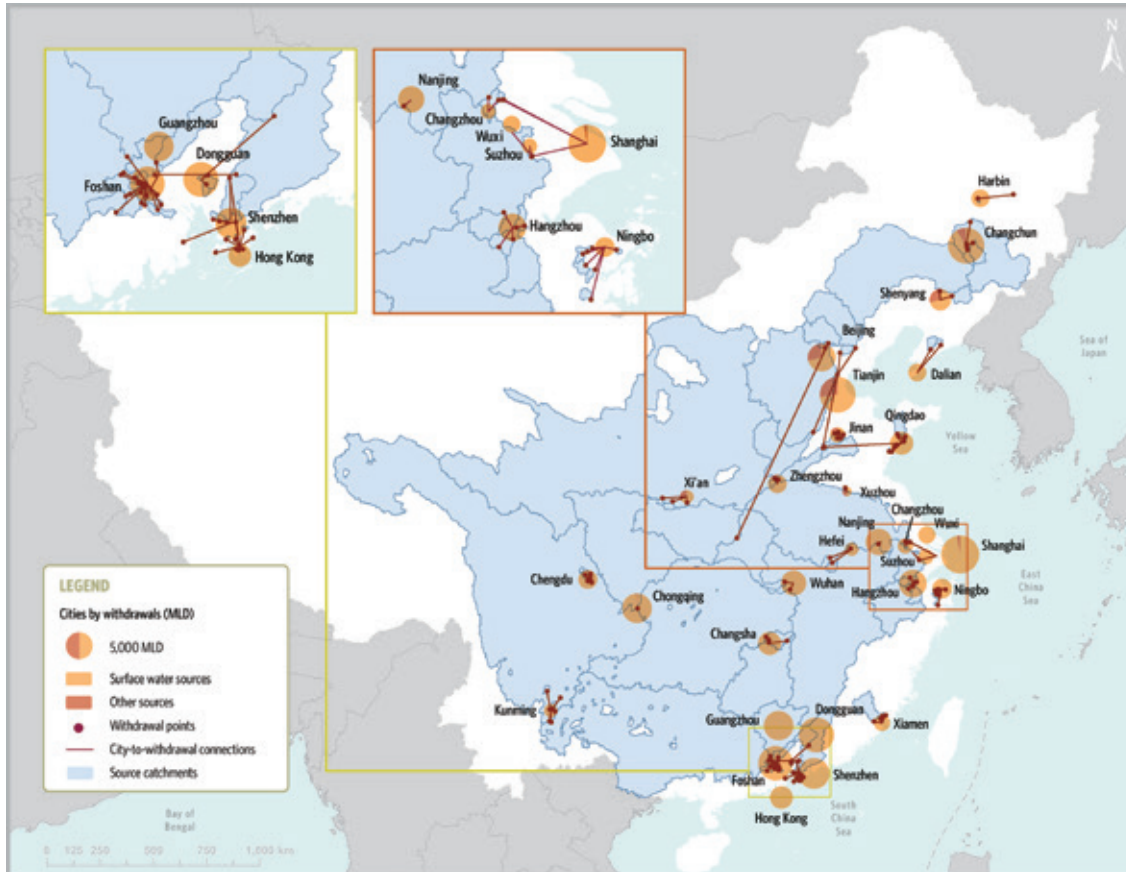 Nanjing
Changzhou
Wuxi
Suzhou
Shanghai
Hangzhou
Ningbo
Guangzhou
Dongguan
Foshan
Shenzhen
Hong Kong
N
Harbin
Changchun
Shenyang
Beijing
Sea of
Japan
Tianjin
Dalian
Qingdao
Jinan
Yellow
Sea
Zhengzhou
Xi'an
Xuzhou
Changzhou
Nanjing
Wuxi
Hefei
Shanghai
Suzhou
Chengdu
Wuhan
Hangzhou
Ningbo
East
China
Sea
Chongqing
Changsha
Kunming
Dongguan
Guangzhou
Xiamen
Foshan
Shenzhen
South
China
Sea
Hong Kong
LEGEND
Cities by withdrawals (MLD)
5,000 MLD
Surface water sources
Other sources
Withdrawal points
City-to-withdrawal connections
Source catchments
Bay of
Bengal
0 125 250 509 750 1,000 km